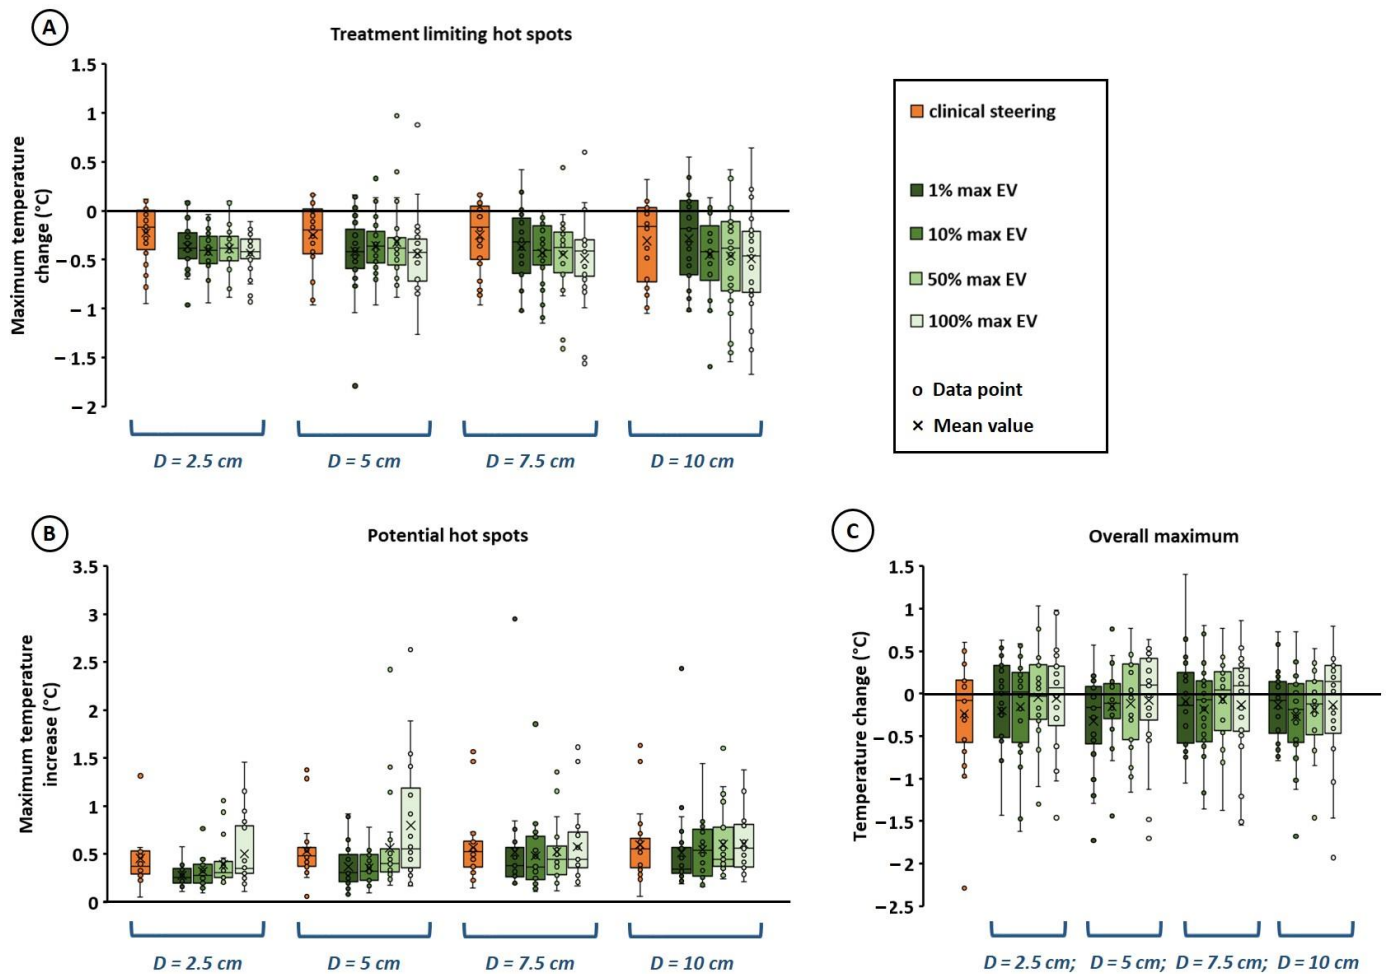 A
Treatment limiting hot spots
Maximum temperature
change (°C)
1.5
1
0.5
0
−0.5
−1
−1.5
−2
D = 2.5 cm
D = 5 cm
D = 7.5 cm
D = 10 cm
clinical steering
1% max EV
10% max EV
50% max EV
100% max EV
o Data point
× Mean value
B
Potential hot spots
Maximum temperature
increase (°C)
3.5
3
2.5
2
1.5
1
0.5
0
D = 2.5 cm
D = 5 cm
D = 7.5 cm
D = 10 cm
C
Overall maximum
Temperature change (°C)
1.5
1
0.5
0
−0.5
−1
−1.5
−2
−2.5
D = 2.5 cm; D = 5 cm; D = 7.5 cm; D = 10 cm